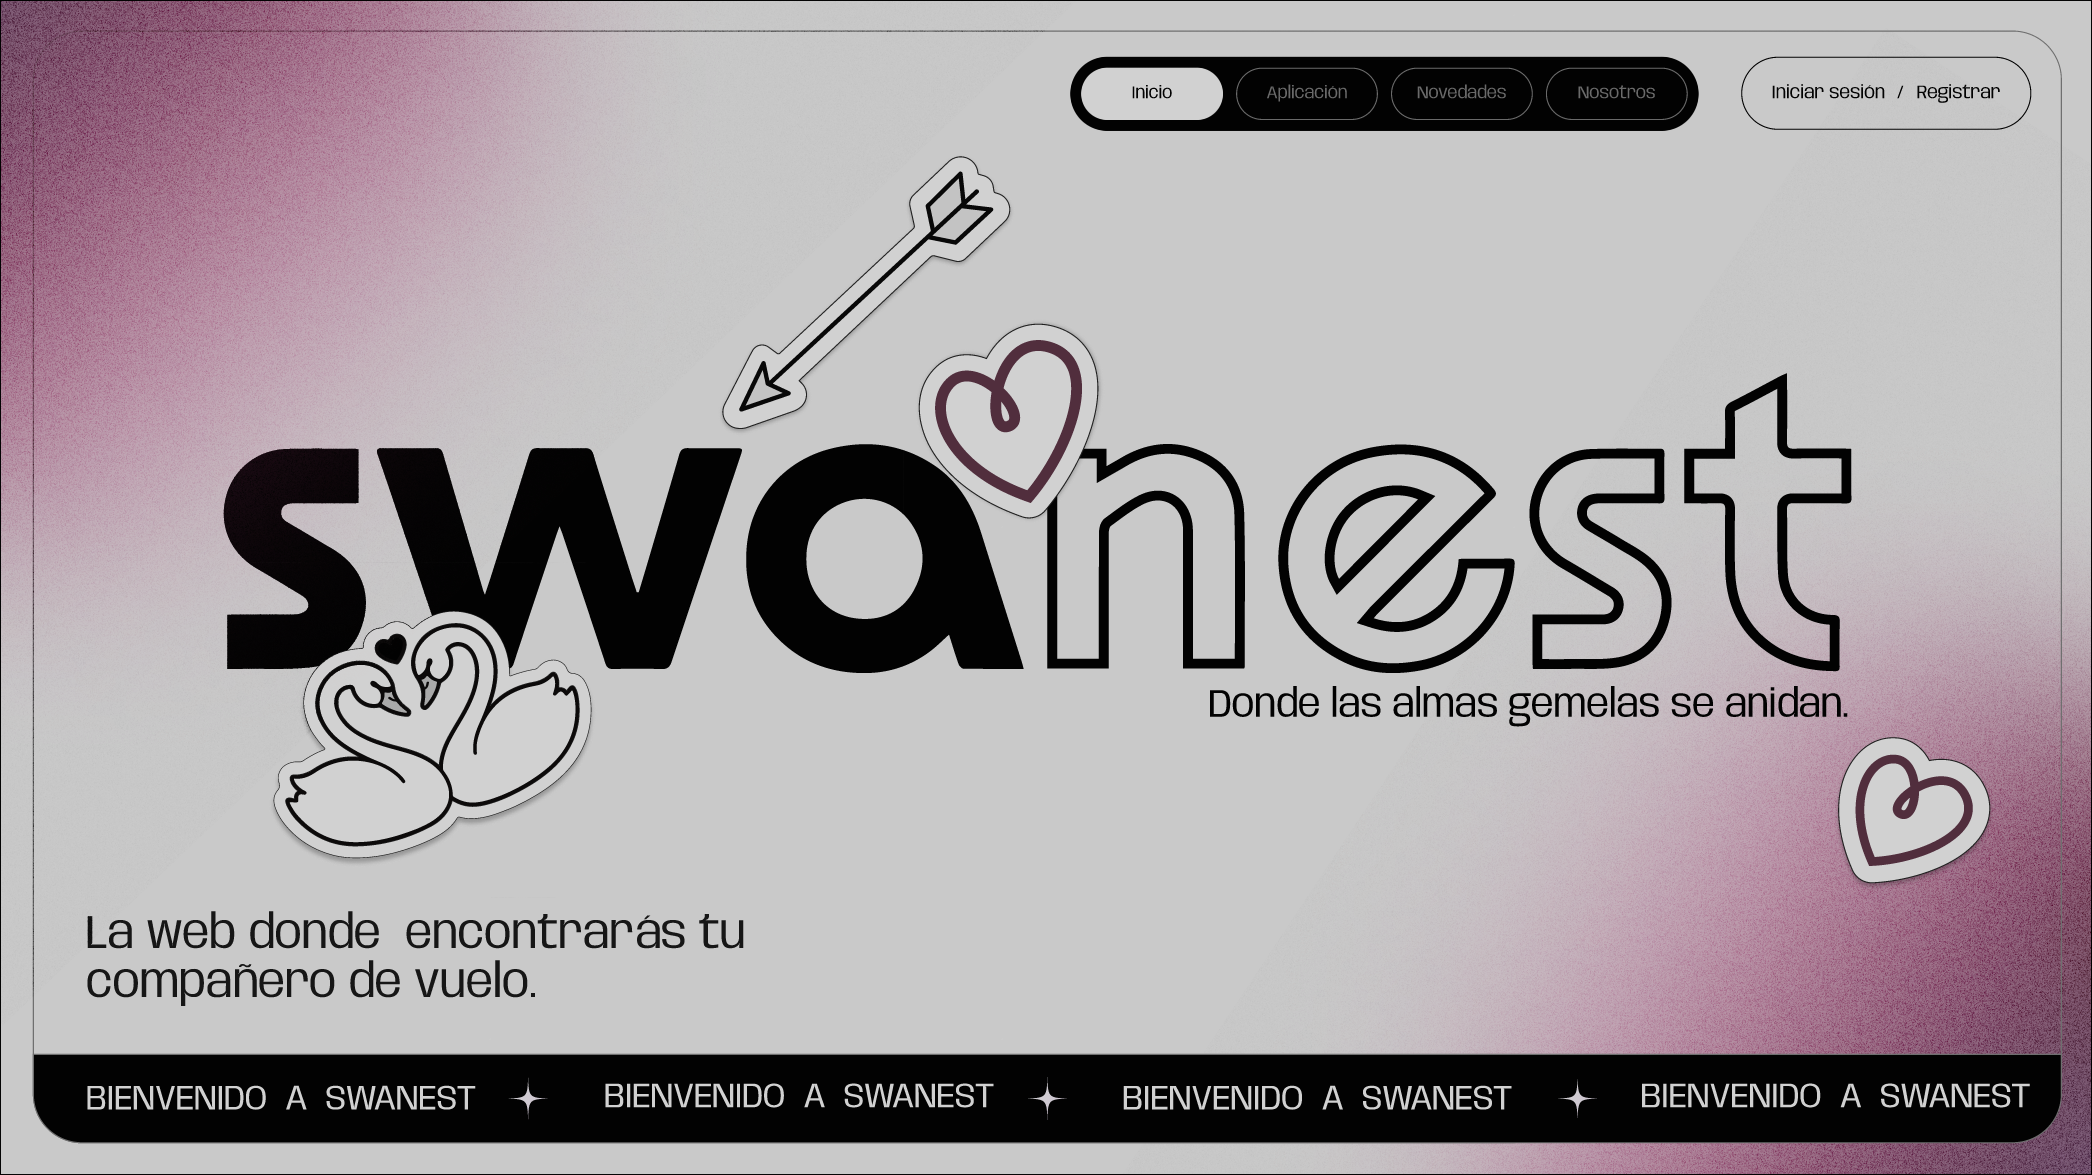 Inicio Aplicación Novedades Nosotros Iniciar sesión / Registrar
swanest
Donde las almas gemelas se anidan.
La web donde encontrarás tu
compañero de vuelo.
BIENVENIDO A SWANEST BIENVENIDO A SWANEST BIENVENIDO A SWANEST BIENVENIDO A SWANEST